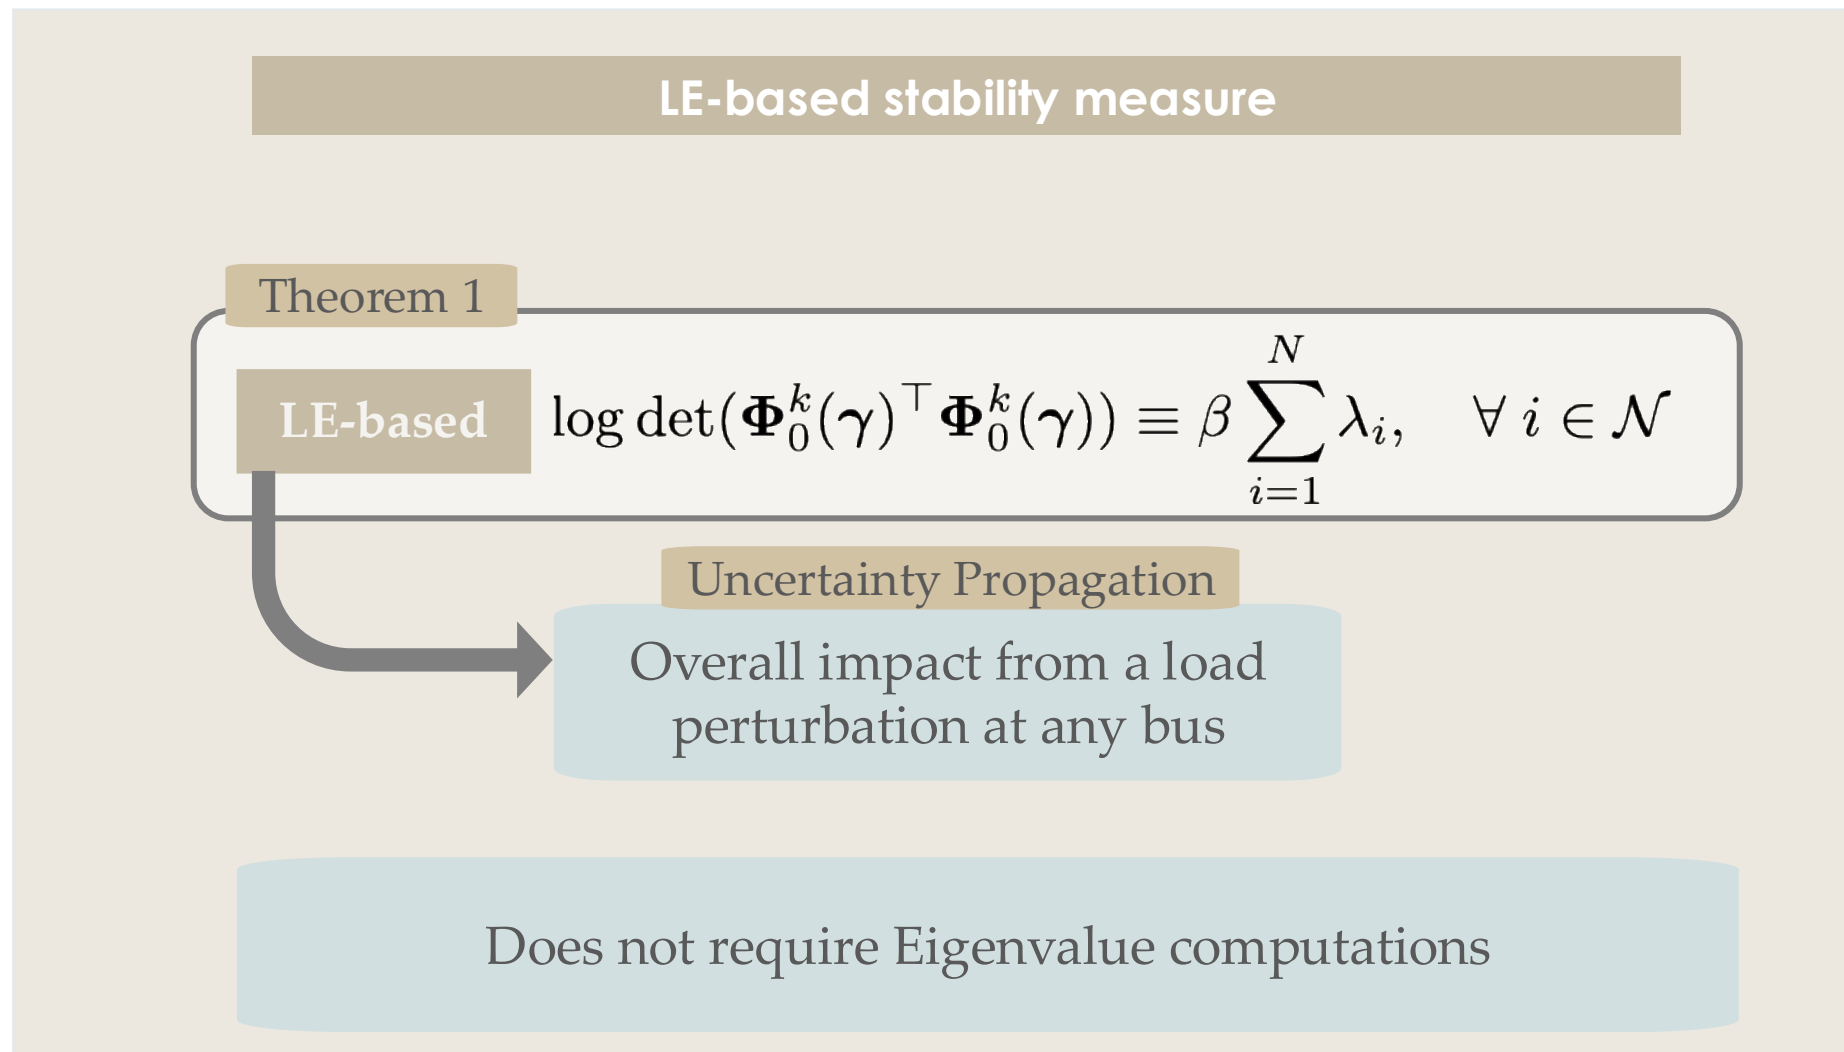 LE-based stability measure
Theorem 1
LE-based log det(Φ₀ᵏ(γ)ᵀΦ₀ᵏ(γ)) ≡ β ∑ᵢ₌₁ᴺ λᵢ, ∀ i ∈ 𝒩
Uncertainty Propagation
Overall impact from a load
perturbation at any bus
Does not require Eigenvalue computations